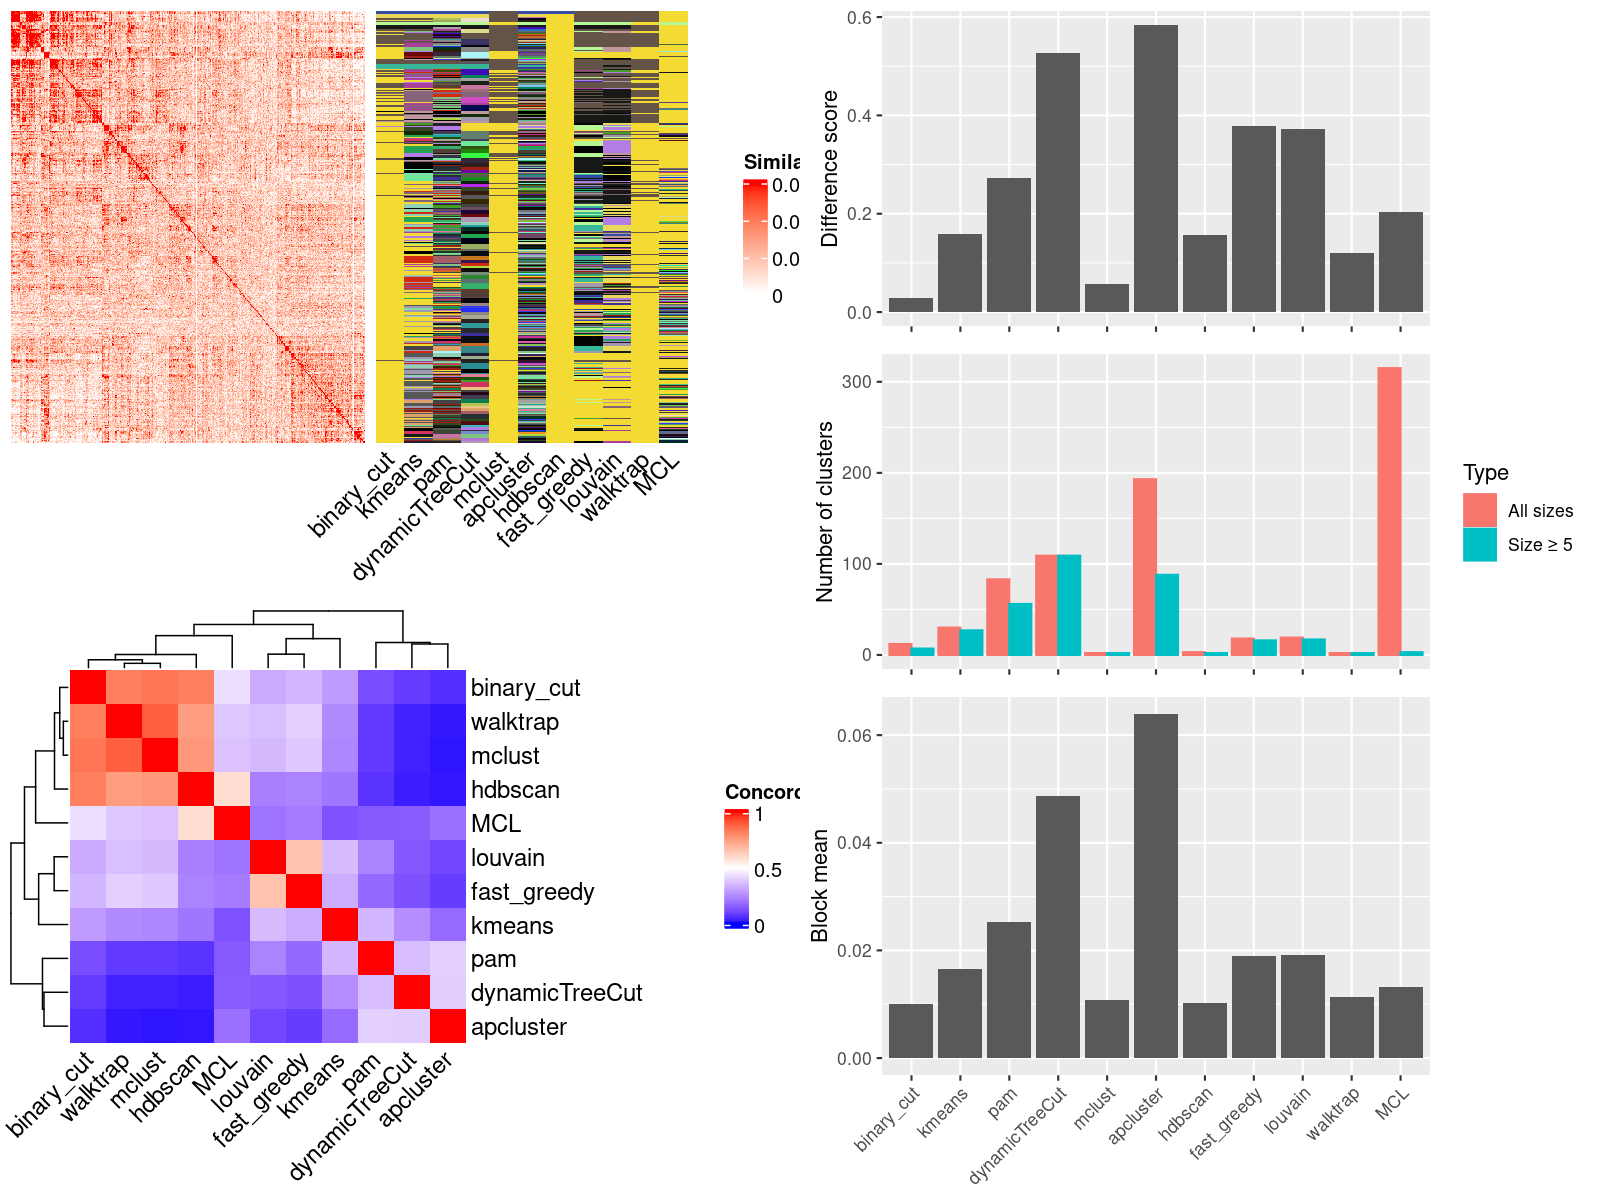 Simila
0.0
0.0
0.0
0
binary_cut
kmeans
pam
dynamicTreeCut
mclust
apcluster
hdbscan
fast_greedy
louvain
walktrap
MCL
binary_cut
walktrap
mclust
hdbscan
MCL
louvain
fast_greedy
kmeans
pam
dynamicTreeCut
apcluster
binary_cut
walktrap
mclust
hdbscan
MCL
louvain
fast_greedy
kmeans
pam
dynamicTreeCut
apcluster
Concord
1
0.5
0
Difference score
0.6
0.4
0.2
0.0
Number of clusters
300
200
100
0
Type
All sizes
Size ≥ 5
Block mean
0.06
0.04
0.02
0.00
binary_cut
kmeans
pam
dynamicTreeCut
mclust
apcluster
hdbscan
fast_greedy
louvain
walktrap
MCL